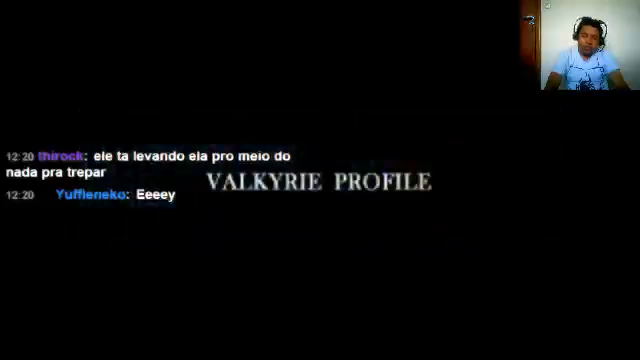 12:20 thirock: ele ta levando ela pro meio do
nada pra trepar
12:20 Yuffieneko: Eeeey
VALKYRIE PROFILE